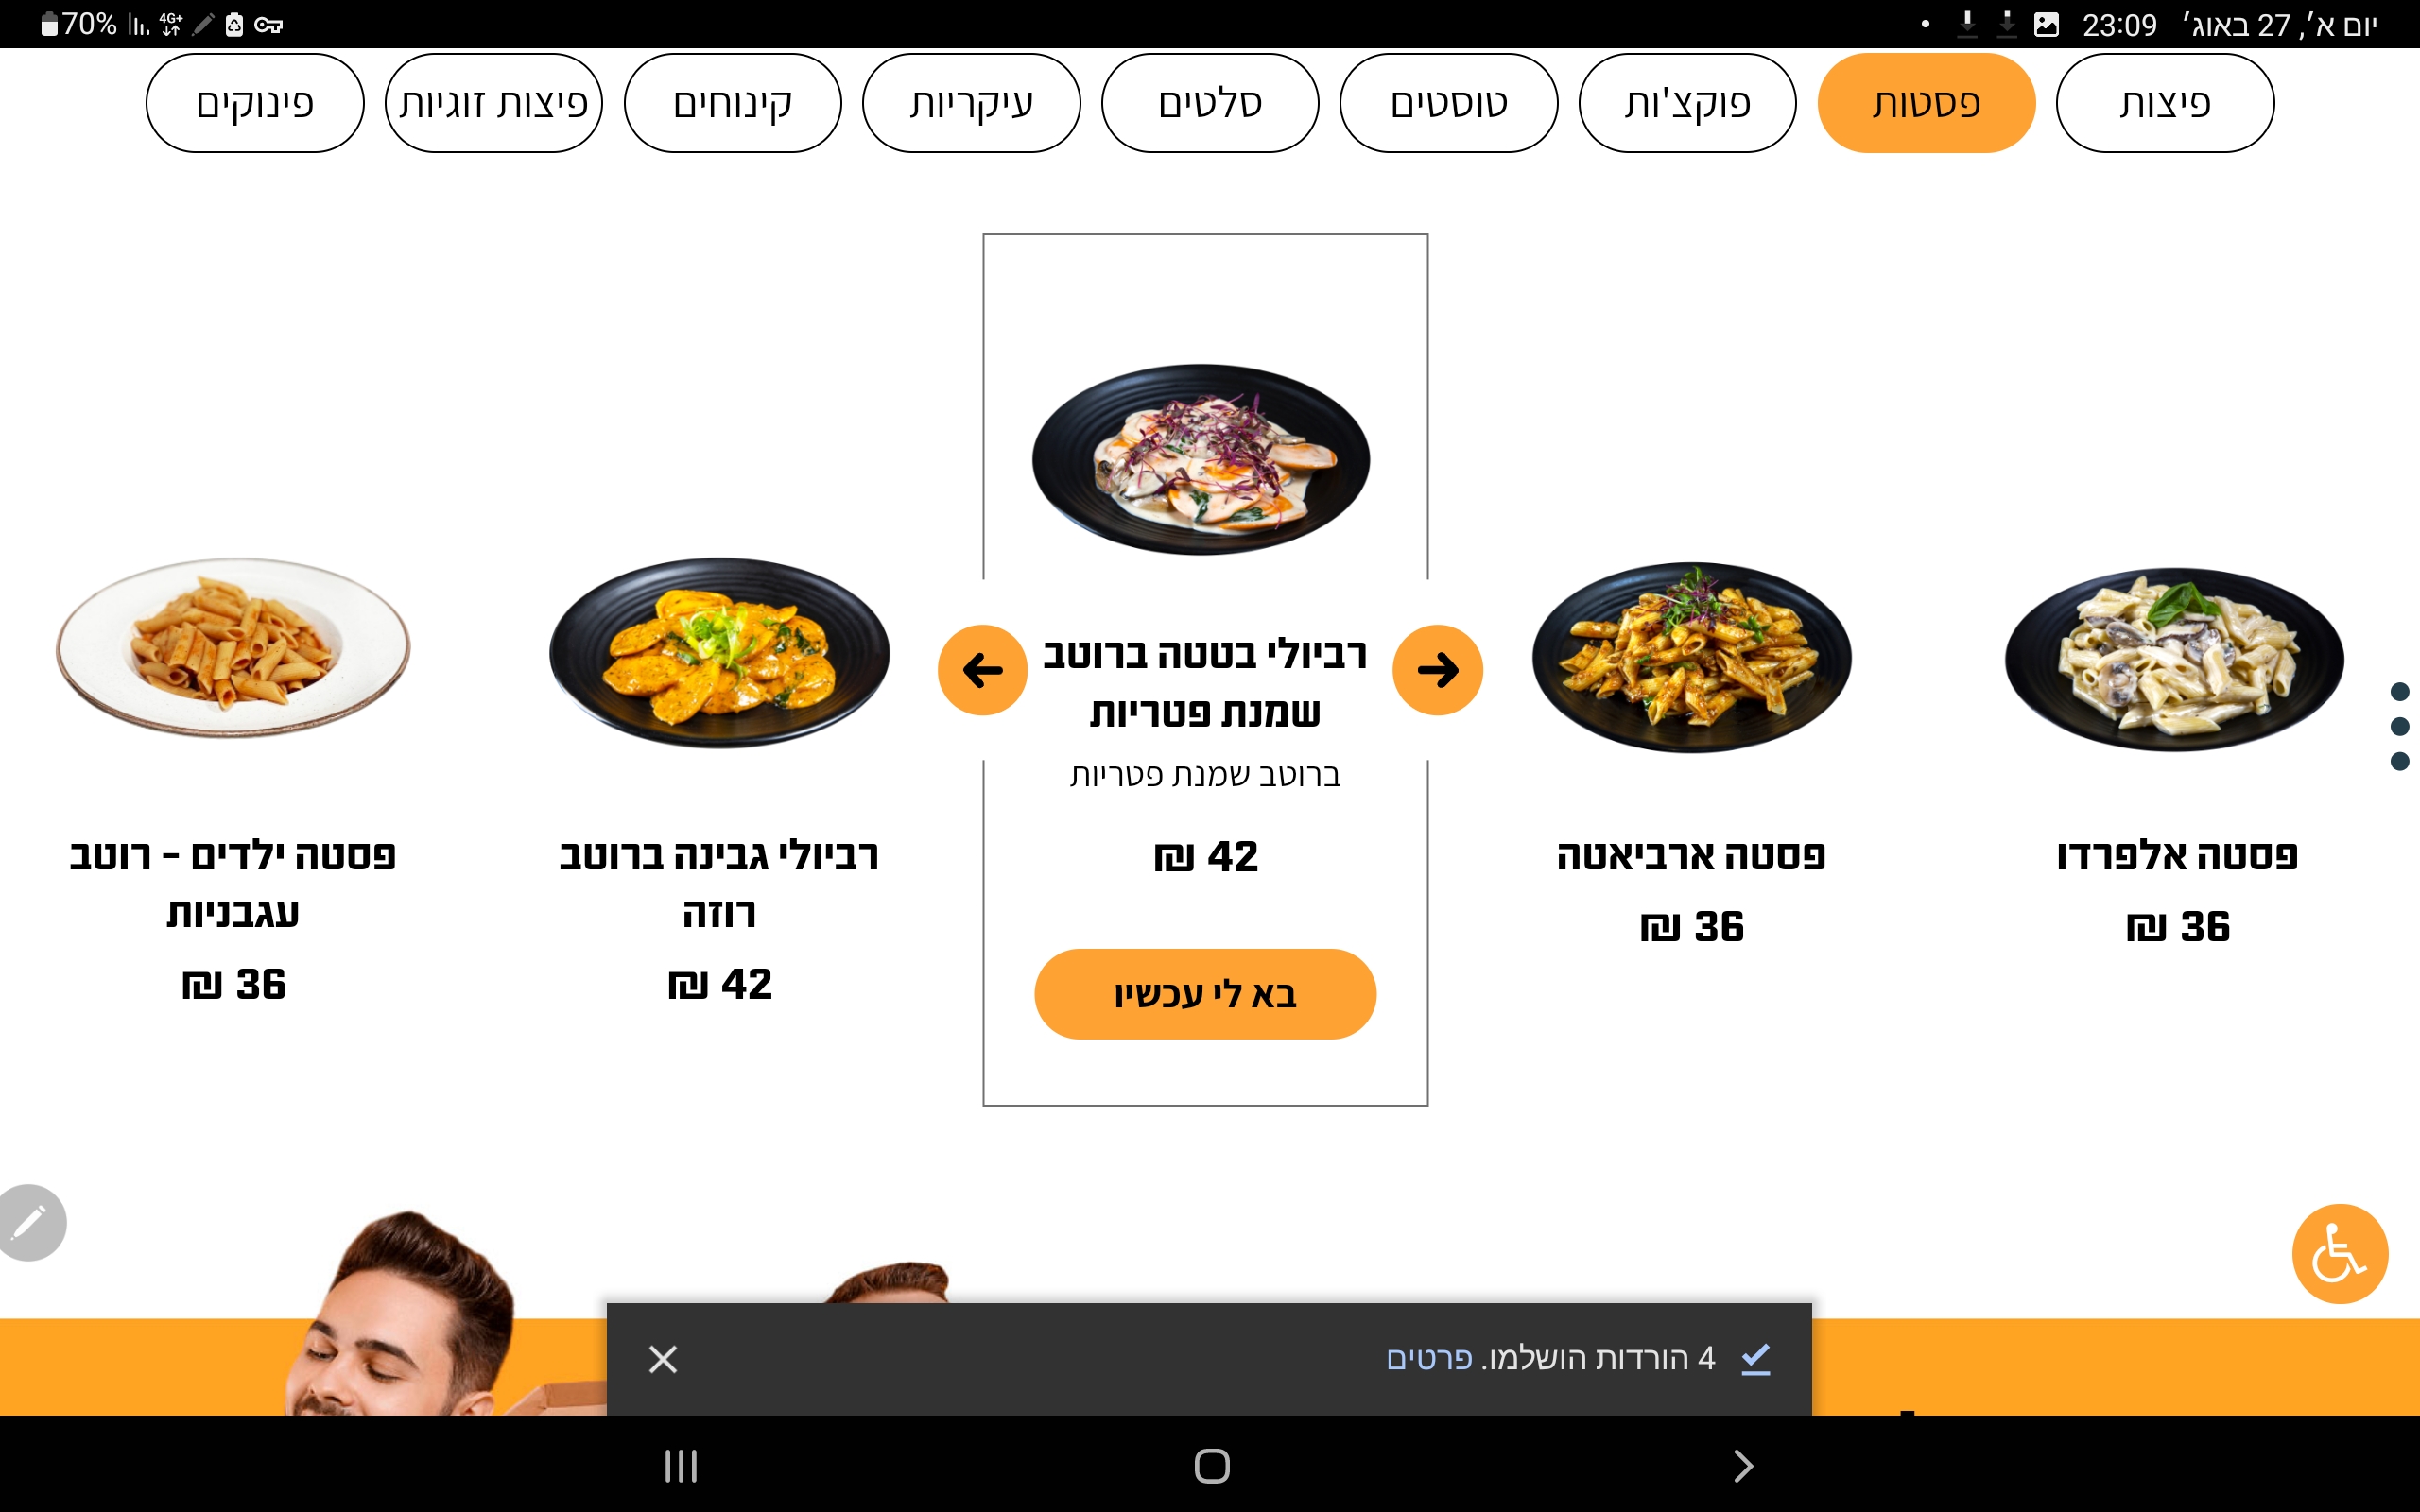 יום א׳, 27 באוג׳ 23:09
70% 4G+
פיצות
פסטות
פוקצ'ות
טוסטים
סלטים
עיקריות
קינוחים
פיצות זוגיות
פינוקים
פסטה אלפרדו
36 ₪
פסטה ארביאטה
36 ₪
רביולי בטטה ברוטב
שמנת פטריות
ברוטב שמנת פטריות
42 ₪
בא לי עכשיו
רביולי גבינה ברוטב
רוזה
42 ₪
פסטה ילדים – רוטב
עגבניות
36 ₪
4 הורדות הושלמו. פרטים